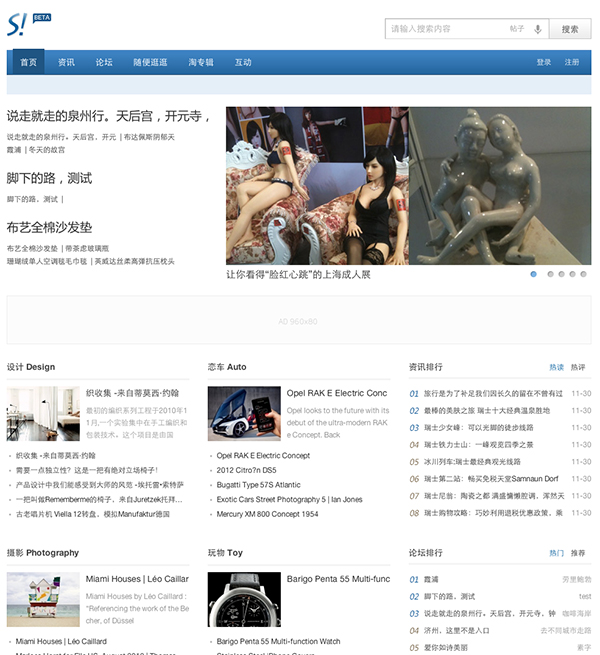 S! BETA
请输入搜索内容 帖子 搜索
首页 资讯 论坛 随便逛逛 淘专辑 互动 登录 注册
说走就走的泉州行。天后宫，开元寺，
说走就走的泉州行。天后宫、开元 | 布达佩斯阴郁天
霞浦 | 冬天的故宫
脚下的路，测试
脚下的路、测试 |
布艺全棉沙发垫
布艺全棉沙发垫 | 带茶虑玻璃瓶
珊瑚绒单人空调毯毛巾毯 | 英威达丝柔高弹抗压枕头
让你看得“脸红心跳”的上海成人展
AD 960x80
设计 Design
织收集 -来自蒂莫西·约翰
最初的编织系列工程于2010年1
1月,一个实验集中在手工编织和
包装技术。这个项目是由国
织收集 -来自蒂莫西·约翰
需要一点独立性？这是一把有绝对立场椅子！
产品设计中我们能感受到大师的风范 -埃托雷·索特萨
一把叫做Rememberme的椅子，来自Juretzek托拜...
古老唱片机 Viella 12转盘，模拟Manufaktur德国
恋车 Auto
Opel RAK E Electric Conc
Opel looks to the future with its
debut of the ultra-modern RAK
e Concept. Back
Opel RAK E Electric Concept
2012 Citro?n DS5
Bugatti Type 57S Atlantic
Exotic Cars Street Photography 5 | Ian Jones
Mercury XM 800 Concept 1954
资讯排行 热读 热评
01 旅行是为了补足我们因长久的留在不曾有过 11-30
02 最棒的美肤之旅 瑞士十大经典温泉胜地 11-30
03 瑞士少女峰：可以光脚的徒步线路 11-30
04 瑞士铁力士山：一峰观览四季之景 11-30
05 冰川列车:瑞士最经典观光线路 11-30
06 瑞士第二站：畅买免税天堂Samnaun Dorf 11-30
07 瑞士尼翁：陶瓷之都 满盛慵懒腔调，浑然天 11-30
08 瑞士购物攻略：巧妙利用退税优惠政策，乘 11-30
摄影 Photography
Miami Houses | Léo Caillar
Miami Houses by Léo Caillard :
“Referencing the work of the Be
cher, of Düssel
Miami Houses | Léo Caillard
玩物 Toy
Barigo Penta 55 Multi-func
Barigo Penta 55 Multi-function Watch
论坛排行 热门 推荐
01 霞浦 劳里鲍勃
02 脚下的路、测试 test
03 说走就走的泉州行。天后宫、开元寺、钟 咖啡海岸
04 济州，这里不是人口 去不同城市走路
05 爱你如诗美丽 素字